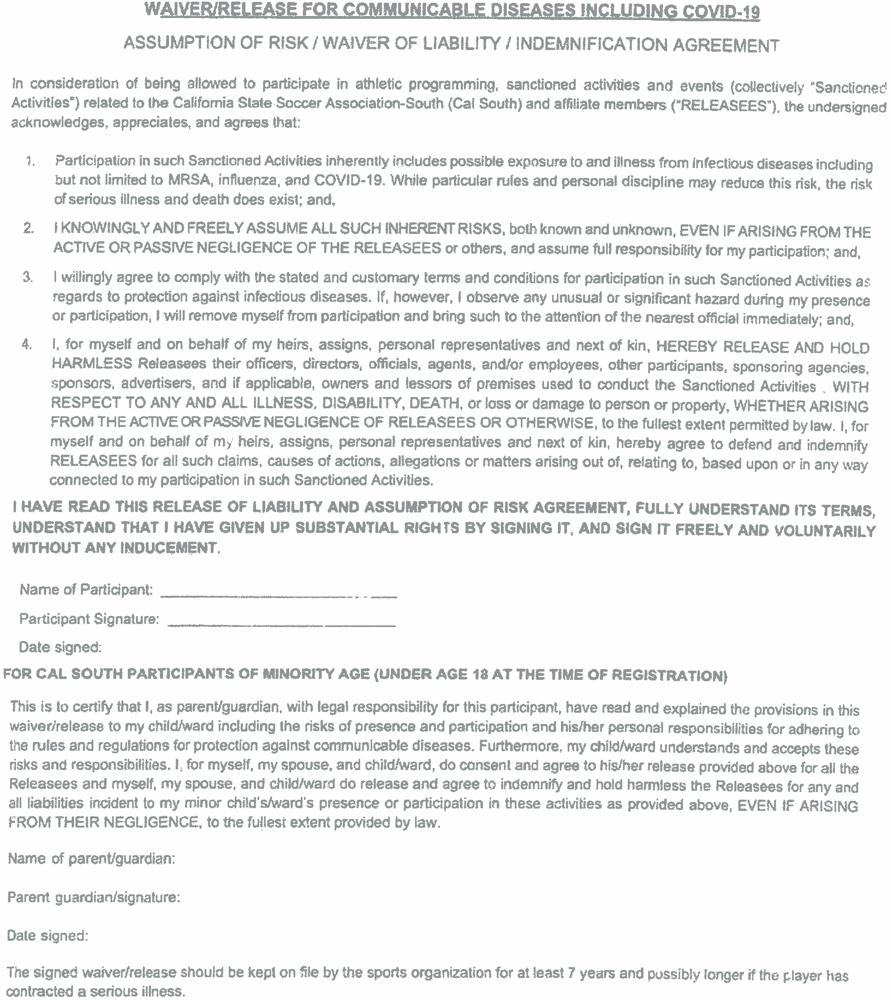 WAIVER/RELEASE FOR COMMUNICABLE DISEASES INCLUDING COVID-19
ASSUMPTION OF RISK / WAIVER OF LIABILITY / INDEMNIFICATION AGREEMENT
In consideration of being allowed to participate in athletic programming, sanctioned activities and events (collectively "Sanctioned
Activities") related to the California State Soccer Association-South (Cal South) and affiliate members ("RELEASEES"), the undersigned
acknowledges, appreciates, and agrees that:
1. Participation in such Sanctioned Activities inherently includes possible exposure to and illness from infectious diseases including
but not limited to MRSA, influenza, and COVID-19. While particular rules and personal discipline may reduce this risk, the risk
of serious illness and death does exist; and,
2. I KNOWINGLY AND FREELY ASSUME ALL SUCH INHERENT RISKS, both known and unknown, EVEN IF ARISING FROM THE
ACTIVE OR PASSIVE NEGLIGENCE OF THE RELEASEES or others, and assume full responsibility for my participation; and,
3. I willingly agree to comply with the stated and customary terms and conditions for participation in such Sanctioned Activities as
regards to protection against infectious diseases. If, however, I observe any unusual or significant hazard during my presence
or participation, I will remove myself from participation and bring such to the attention of the nearest official immediately; and,
4. I, for myself and on behalf of my heirs, assigns, personal representatives and next of kin, HEREBY RELEASE AND HOLD
HARMLESS Releasees their officers, directors, officials, agents, and/or employees, other participants, sponsoring agencies,
sponsors, advertisers, and if applicable, owners and lessors of premises used to conduct the Sanctioned Activities , WITH
RESPECT TO ANY AND ALL ILLNESS, DISABILITY, DEATH, or loss or damage to person or property, WHETHER ARISING
FROM THE ACTIVE OR PASSIVE NEGLIGENCE OF RELEASEES OR OTHERWISE, to the fullest extent permitted by law. I, for
myself and on behalf of my heirs, assigns, personal representatives and next of kin, hereby agree to defend and indemnify
RELEASEES for all such claims, causes of actions, allegations or matters arising out of, relating to, based upon or in any way
connected to my participation in such Sanctioned Activities.
I HAVE READ THIS RELEASE OF LIABILITY AND ASSUMPTION OF RISK AGREEMENT, FULLY UNDERSTAND ITS TERMS,
UNDERSTAND THAT I HAVE GIVEN UP SUBSTANTIAL RIGHTS BY SIGNING IT, AND SIGN IT FREELY AND VOLUNTARILY
WITHOUT ANY INDUCEMENT.
Name of Participant:
Participant Signature:
Date signed:
FOR CAL SOUTH PARTICIPANTS OF MINORITY AGE (UNDER AGE 18 AT THE TIME OF REGISTRATION)
This is to certify that I, as parent/guardian, with legal responsibility for this participant, have read and explained the provisions in this
waiver/release to my child/ward including the risks of presence and participation and his/her personal responsibilities for adhering to
the rules and regulations for protection against communicable diseases. Furthermore, my child/ward understands and accepts these
risks and responsibilities. I, for myself, my spouse, and child/ward, do consent and agree to his/her release provided above for all the
Releasees and myself, my spouse, and child/ward do release and agree to indemnify and hold harmless the Releasees for any and
all liabilities incident to my minor child's/ward's presence or participation in these activities as provided above, EVEN IF ARISING
FROM THEIR NEGLIGENCE, to the fullest extent provided by law.
Name of parent/guardian:
Parent guardian/signature:
Date signed:
The signed waiver/release should be kept on file by the sports organization for at least 7 years and possibly longer if the player has
contracted a serious illness.